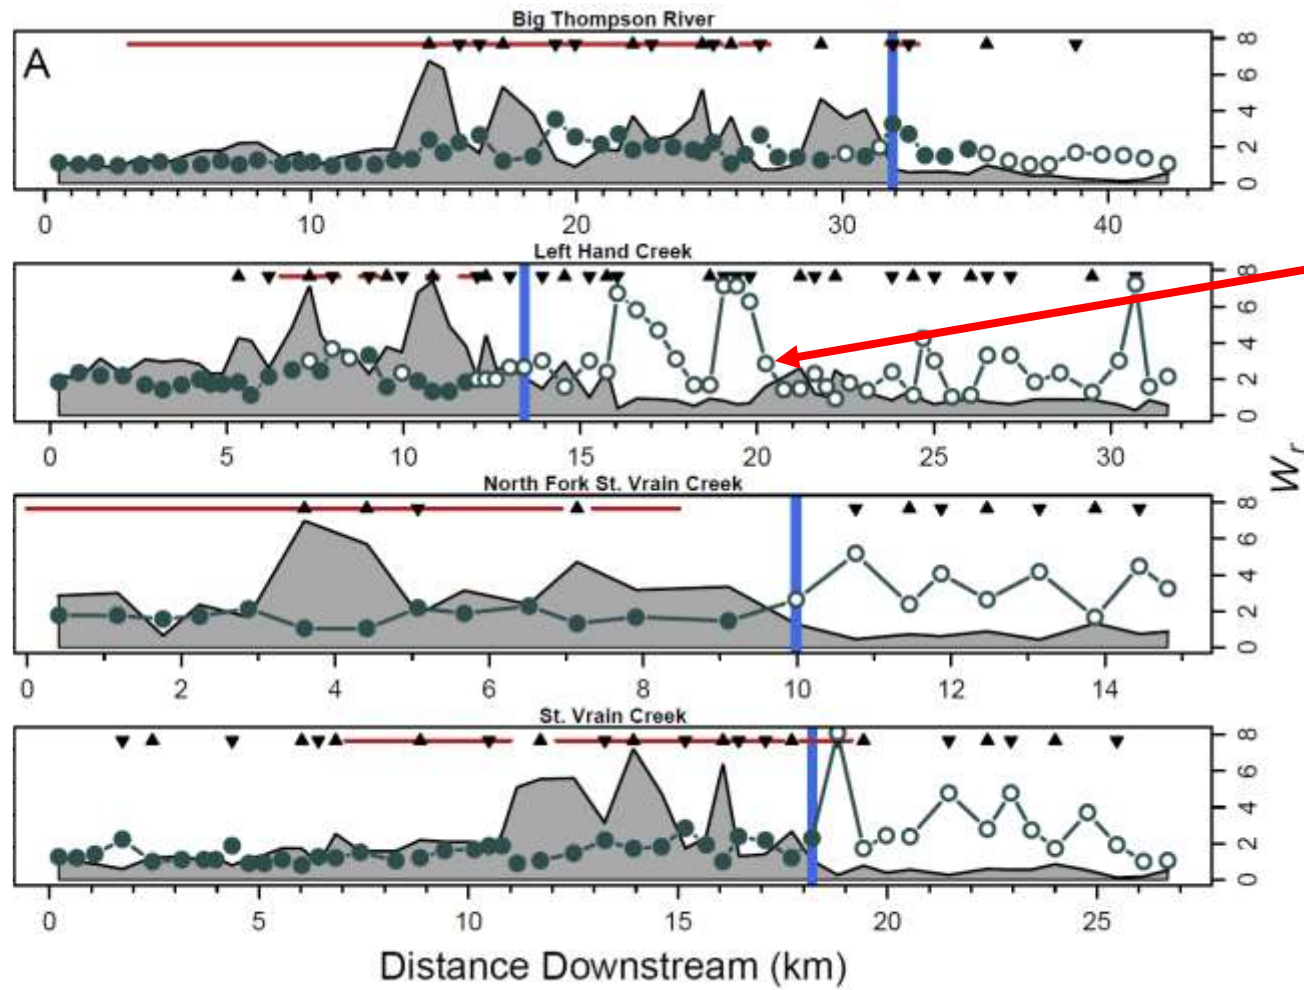 Big Thompson River
A
8
6
4
2
0
0 10 20 30 40
Left Hand Creek
8
6
4
2
0
0 5 10 15 20 25 30
North Fork St. Vrain Creek
8
6
4
2
0
0 2 4 6 8 10 12 14
St. Vrain Creek
8
6
4
2
0
0 5 10 15 20 25
Distance Downstream (km)
Wr